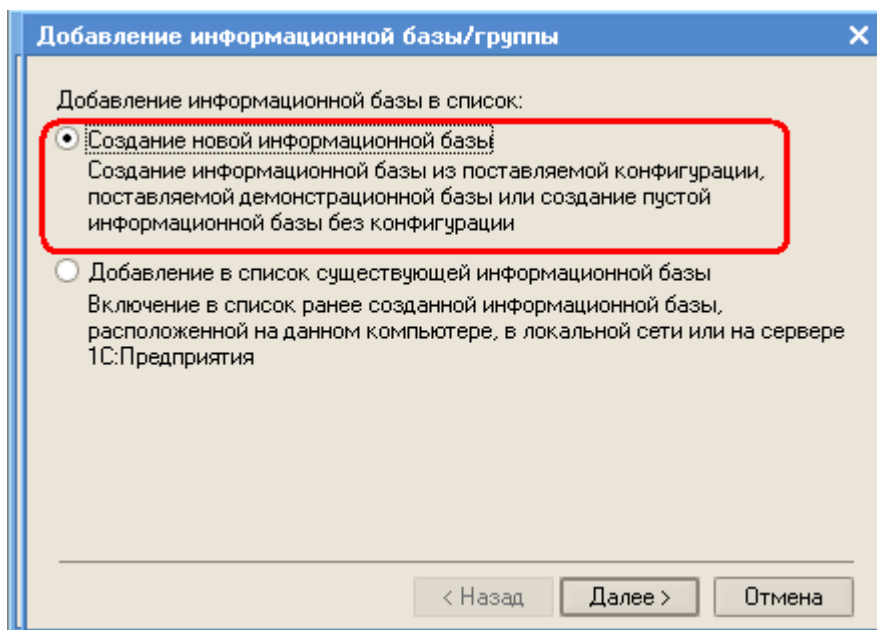 Добавление информационной базы/группы
Добавление информационной базы в список:
Создание новой информационной базы
Создание информационной базы из поставляемой конфигурации,
поставляемой демонстрационной базы или создание пустой
информационной базы без конфигурации
Добавление в список существующей информационной базы
Включение в список ранее созданной информационной базы,
расположенной на данном компьютере, в локальной сети или на сервере
1С:Предприятия
< Назад Далее > Отмена